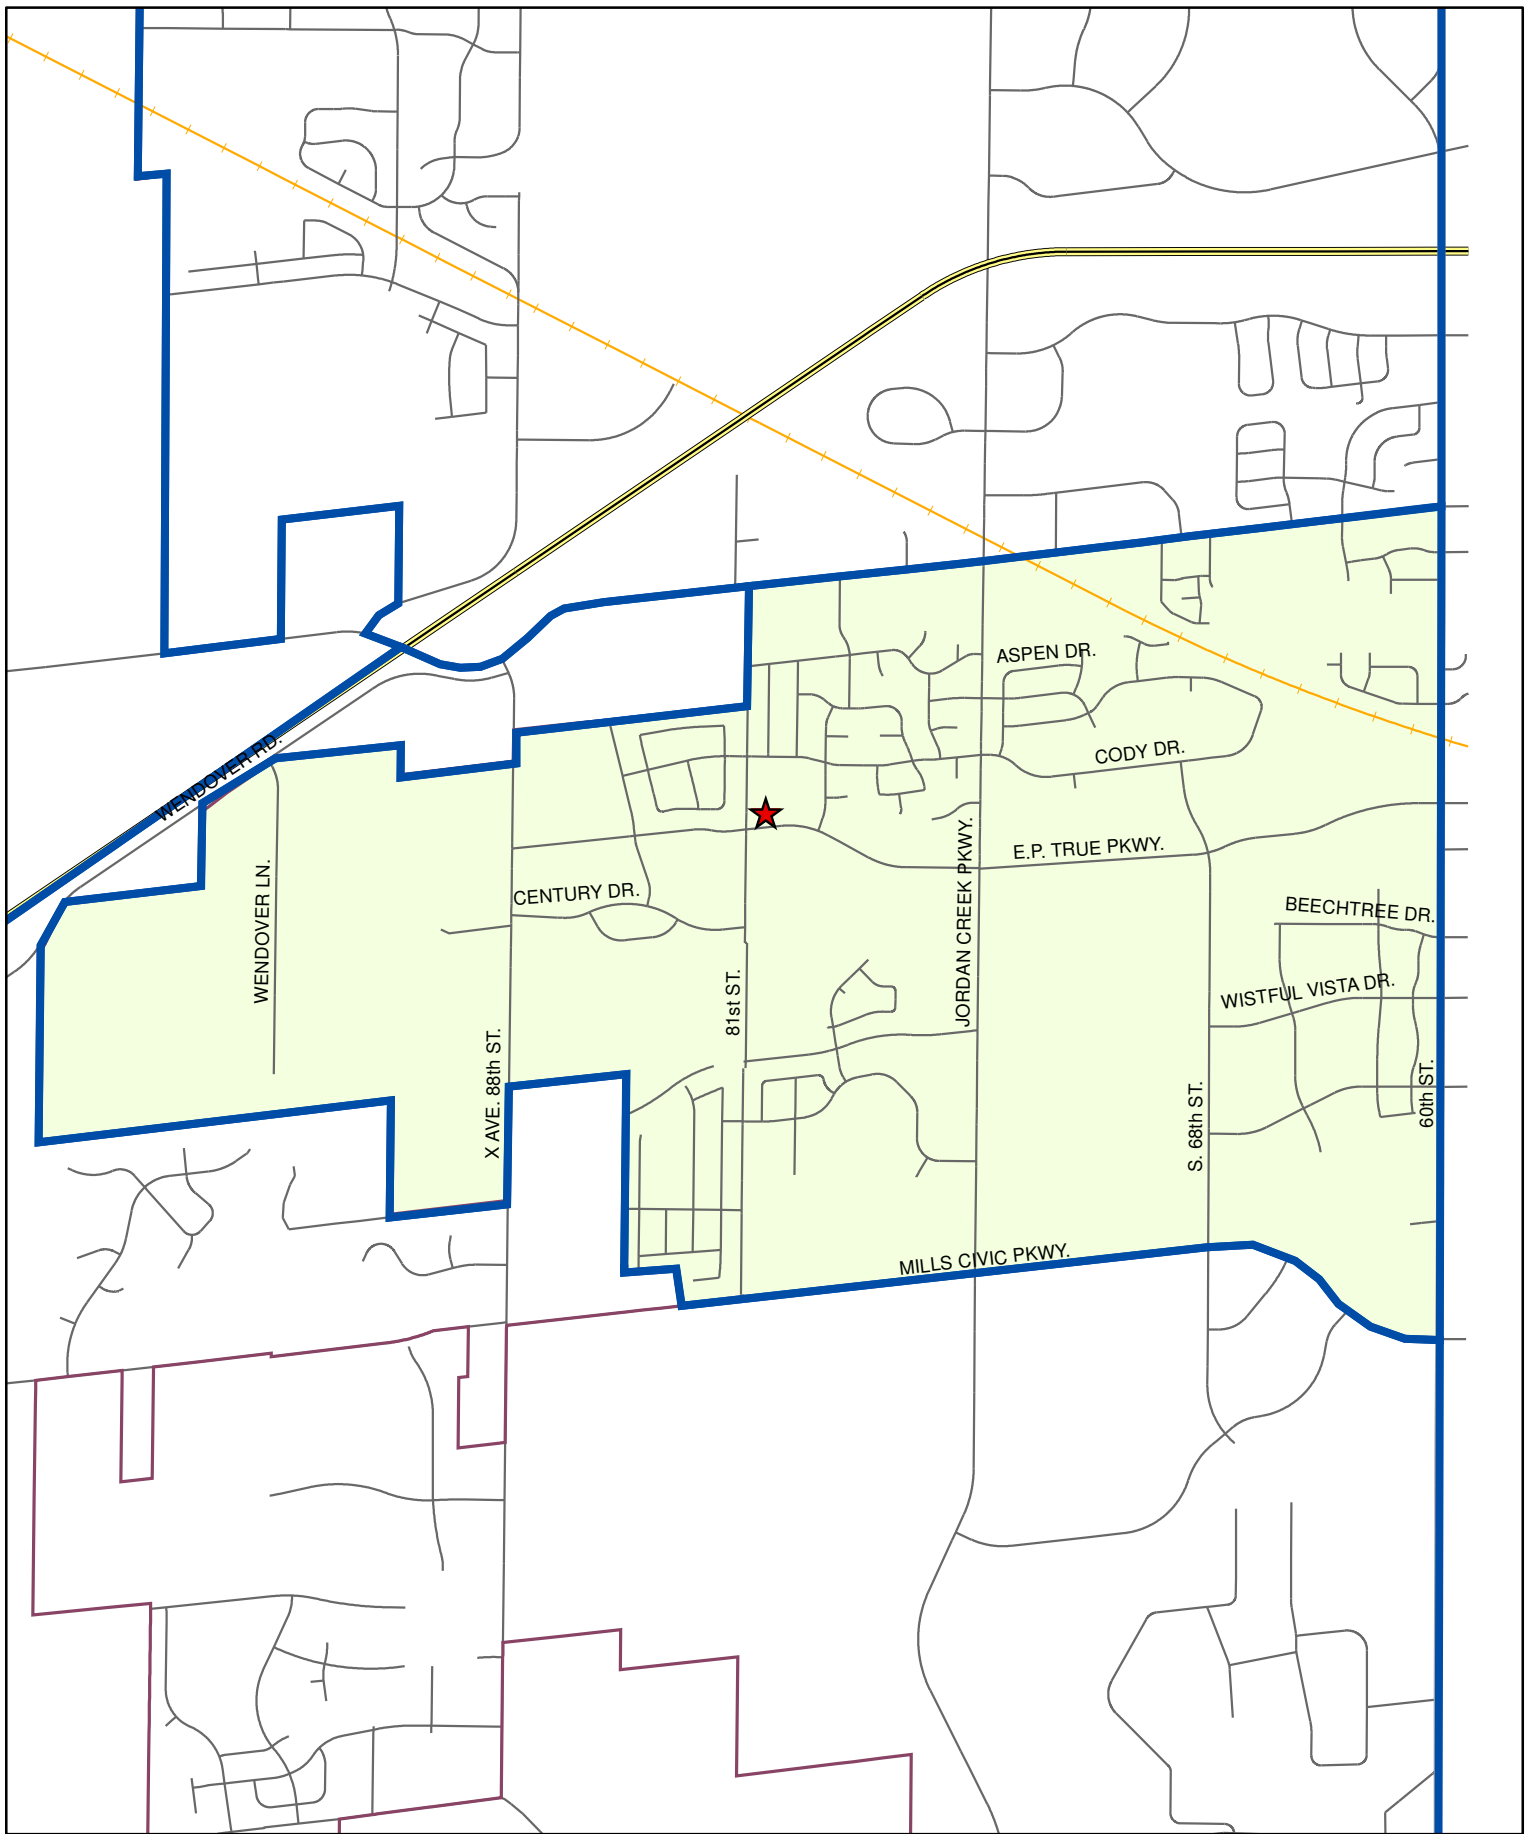 ASPEN DR.
CODY DR.
WENDOVER RD.
E.P. TRUE PKWY.
CENTURY DR.
WENDOVER LN.
JORDAN CREEK PKWY.
BEECHTREE DR.
WISTFUL VISTA DR.
81st ST.
X AVE. 88th ST.
S. 68th ST.
60th ST.
MILLS CIVIC PKWY.